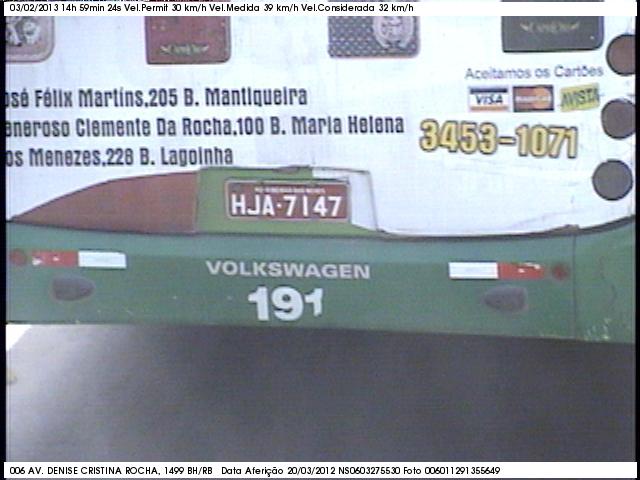 03/02/2013 14h 59min 24s Vel.Permit 30 km/h Vel.Medida 39 km/h Vel.Considerada 32 km/h
Aceitamos os Cartões
VISA MasterCard AVISTA
osé Félix Martins,205 B. Mantiqueira
eneroso Clemente Da Rocha,100 B. Maria Helena
os Menezes,228 B. Lagoinha
3453-1071
HJA·7147
VOLKSWAGEN
191
006 AV. DENISE CRISTINA ROCHA, 1499 BH/RB Data Aferição 20/03/2012 NS0603275530 Foto 006011291355649